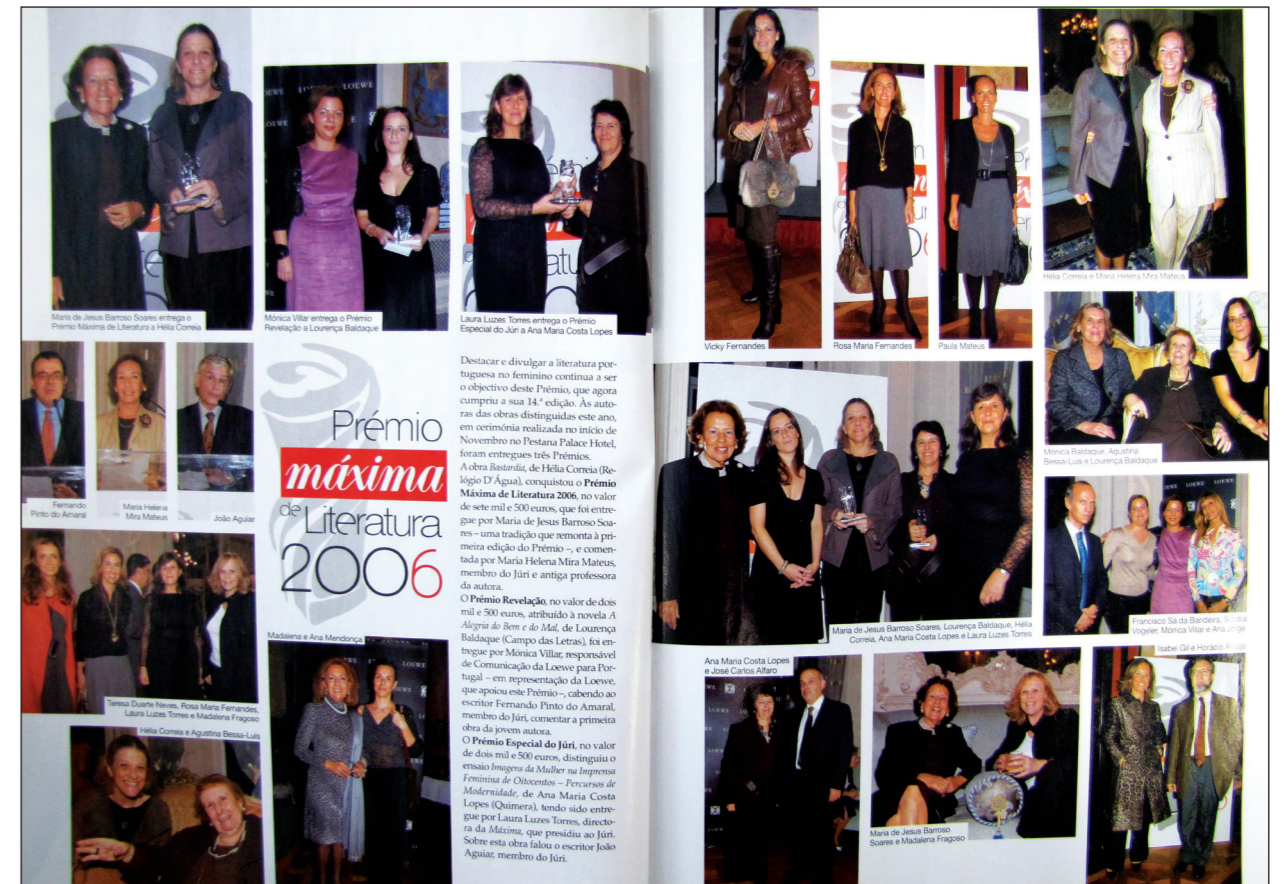 Maria de Jesus Barroso Soares entrega o
Prémio Máxima de Literatura a Hélia Correia
LOEWE
Mónica Villar entrega o Prémio
Revelação a Lourença Baldaque
Laura Luzes Torres entrega o Prémio
Especial do Júri a Ana Maria Costa Lopes
Fernando
Pinto do Amaral
Maria Helena
Mira Mateus
João Aguiar
Prémio
máxima
de Literatura
2006
Teresa Duarte Neves, Rosa Maria Fernandes,
Laura Luzes Torres e Madalena Fragoso
Hélia Correia e Agustina Bessa-Luís
Madalena e Ana Mendonça
Destacar e divulgar a literatura por-
tuguesa no feminino continua a ser
o objectivo deste Prémio, que agora
cumpriu a sua 14.ª edição. Às auto-
ras das obras distinguidas este ano,
em cerimónia realizada no início de
Novembro no Pestana Palace Hotel,
foram entregues três Prémios.
A obra Bastardia, de Hélia Correia (Re-
lógio D'Água), conquistou o Prémio
Máxima de Literatura 2006, no valor
de sete mil e 500 euros, que foi entre-
gue por Maria de Jesus Barroso Soa-
res – uma tradição que remonta à pri-
meira edição do Prémio –, e comen-
tada por Maria Helena Mira Mateus,
membro do Júri e antiga professora
da autora.
O Prémio Revelação, no valor de dois
mil e 500 euros, atribuído à novela A
Alegria do Bem e do Mal, de Lourença
Baldaque (Campo das Letras), foi en-
tregue por Mónica Villar, responsável
de Comunicação da Loewe para Por-
tugal – em representação da Loewe,
que apoiou este Prémio –, cabendo ao
escritor Fernando Pinto do Amaral,
membro do Júri, comentar a primeira
obra da jovem autora.
O Prémio Especial do Júri, no valor
de dois mil e 500 euros, distinguiu o
ensaio Imagens da Mulher na Imprensa
Feminina de Oitocentos – Percursos de
Modernidade, de Ana Maria Costa
Lopes (Quimera), tendo sido entre-
gue por Laura Luzes Torres, directo-
ra da Máxima, que presidiu ao Júri.
Sobre esta obra falou o escritor João
Aguiar, membro do Júri.
Vicky Fernandes
Rosa Maria Fernandes
Paula Mateus
Hélia Correia e Maria Helena Mira Mateus
Mónica Baldaque, Agustina
Bessa-Luís e Lourença Baldaque
Maria de Jesus Barroso Soares, Lourença Baldaque, Hélia
Correia, Ana Maria Costa Lopes e Laura Luzes Torres
LOEWE
Francisco Sá da Bandeira, Sandra
Vogeler, Mónica Villar e Ana Jorge
Ana Maria Costa Lopes
e José Carlos Alfaro
Maria de Jesus Barroso
Soares e Madalena Fragoso
Isabel Gil e Horácio